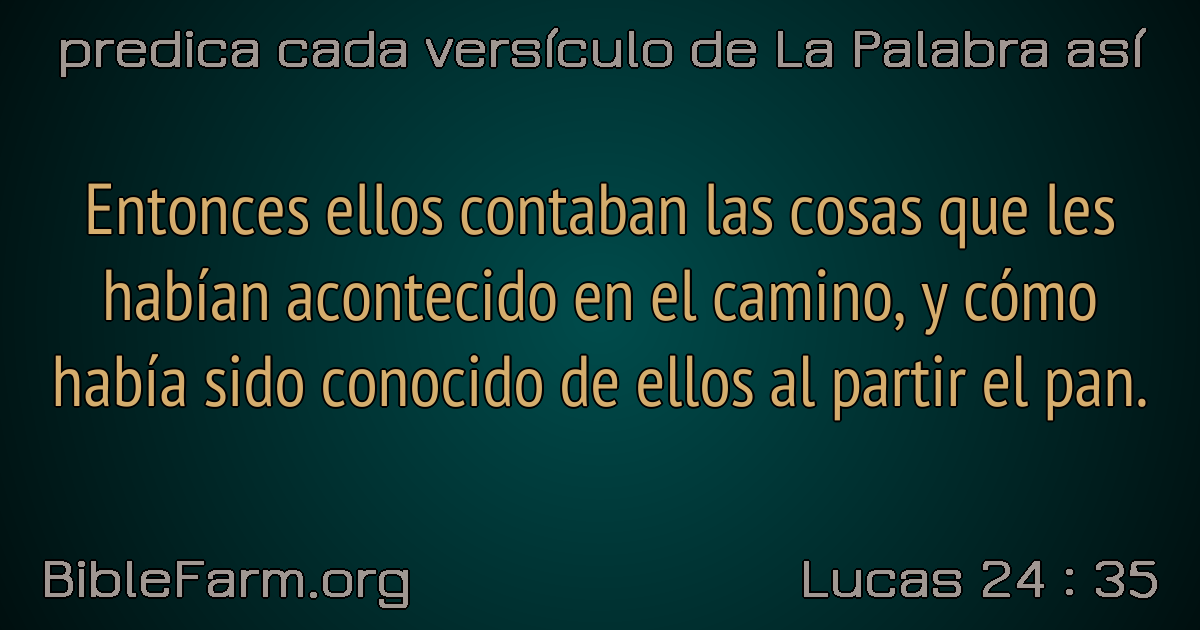 predica cada versículo de La Palabra así
Entonces ellos contaban las cosas que les
habían acontecido en el camino, y cómo
había sido conocido de ellos al partir el pan.
BibleFarm.org
Lucas 24 : 35